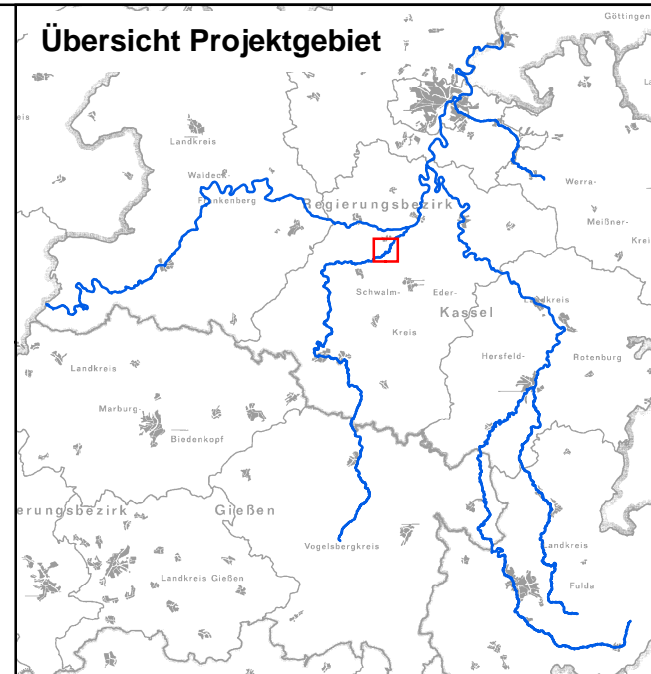 Übersicht Projektgebiet
Göttingen
Landkreis
Waldeck-
Frankenberg
Regierungsbezirk
Kassel
Werra-
Meißner-
Kreis
Schwalm-
Eder-
Kreis
Landkreis
Hersfeld-
Rotenburg
Landkreis
Marburg-
Biedenkopf
erungsbezirk
Gießen
Vogelsbergkreis
Landkreis Gießen
Landkreis
Fulda